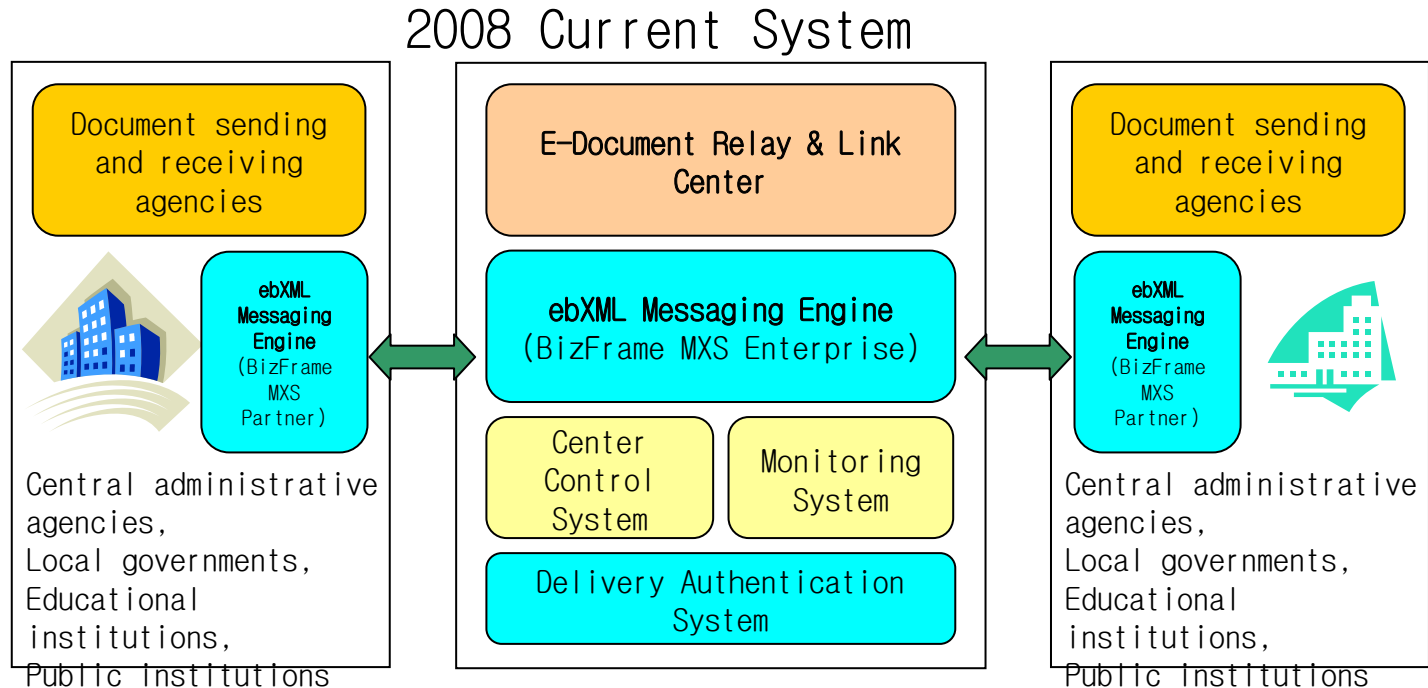 2008 Current System
Document sending
and receiving
agencies
ebXML
Messaging
Engine
(BizFrame
MXS
Partner)
Central administrative
agencies,
Local governments,
Educational
institutions,
Public institutions
E-Document Relay & Link
Center
ebXML Messaging Engine
(BizFrame MXS Enterprise)
Center
Control
System
Monitoring
System
Delivery Authentication
System
Document sending
and receiving
agencies
ebXML
Messaging
Engine
(BizFrame
MXS
Partner)
Central administrative
agencies,
Local governments,
Educational
institutions,
Public institutions